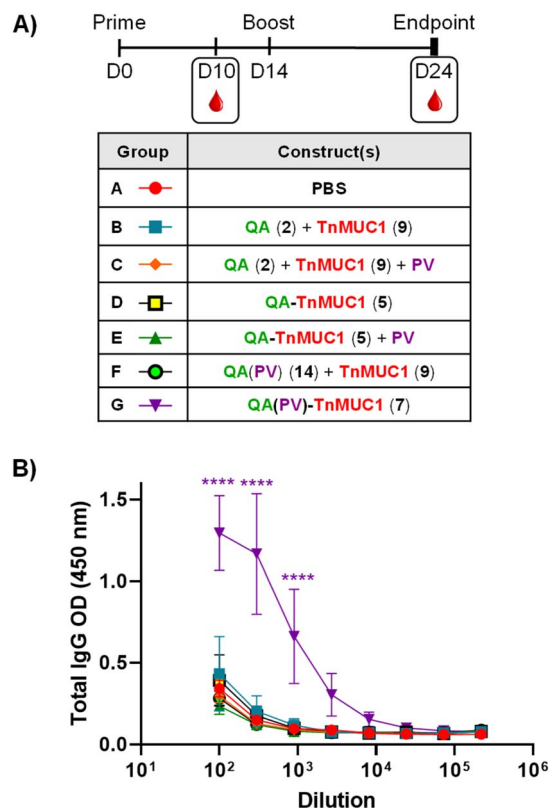 A)
Prime Boost Endpoint
D0 D10 D14 D24
Group Construct(s)
A PBS
B QA (2) + TnMUC1 (9)
C QA (2) + TnMUC1 (9) + PV
D QA-TnMUC1 (5)
E QA-TnMUC1 (5) + PV
F QA(PV) (14) + TnMUC1 (9)
G QA(PV)-TnMUC1 (7)
B)
**** ****
****
1.5
1.0
0.5
0.0
Total IgG OD (450 nm)
10¹ 10² 10³ 10⁴ 10⁵ 10⁶
Dilution